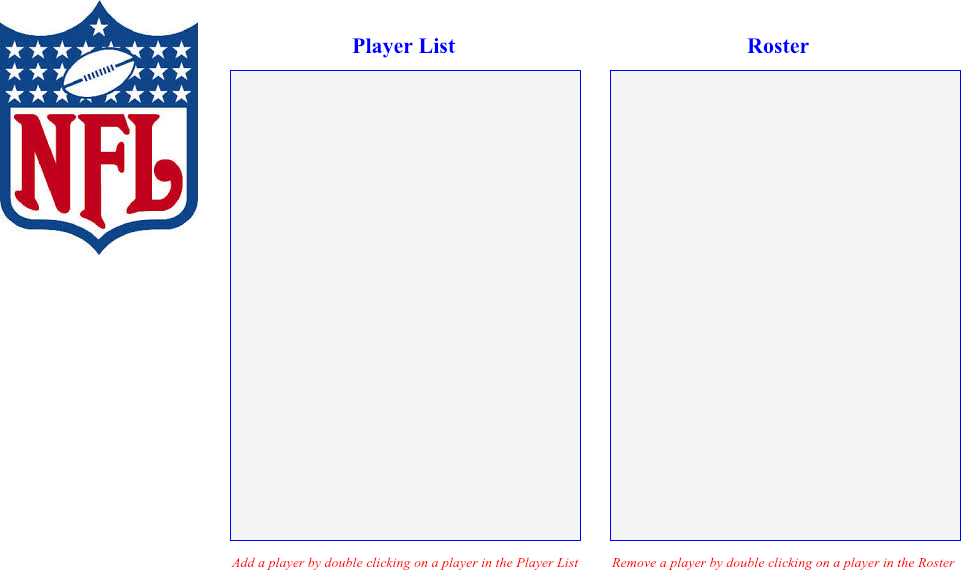 NFL
Player List
Roster
Add a player by double clicking on a player in the Player List
Remove a player by double clicking on a player in the Roster